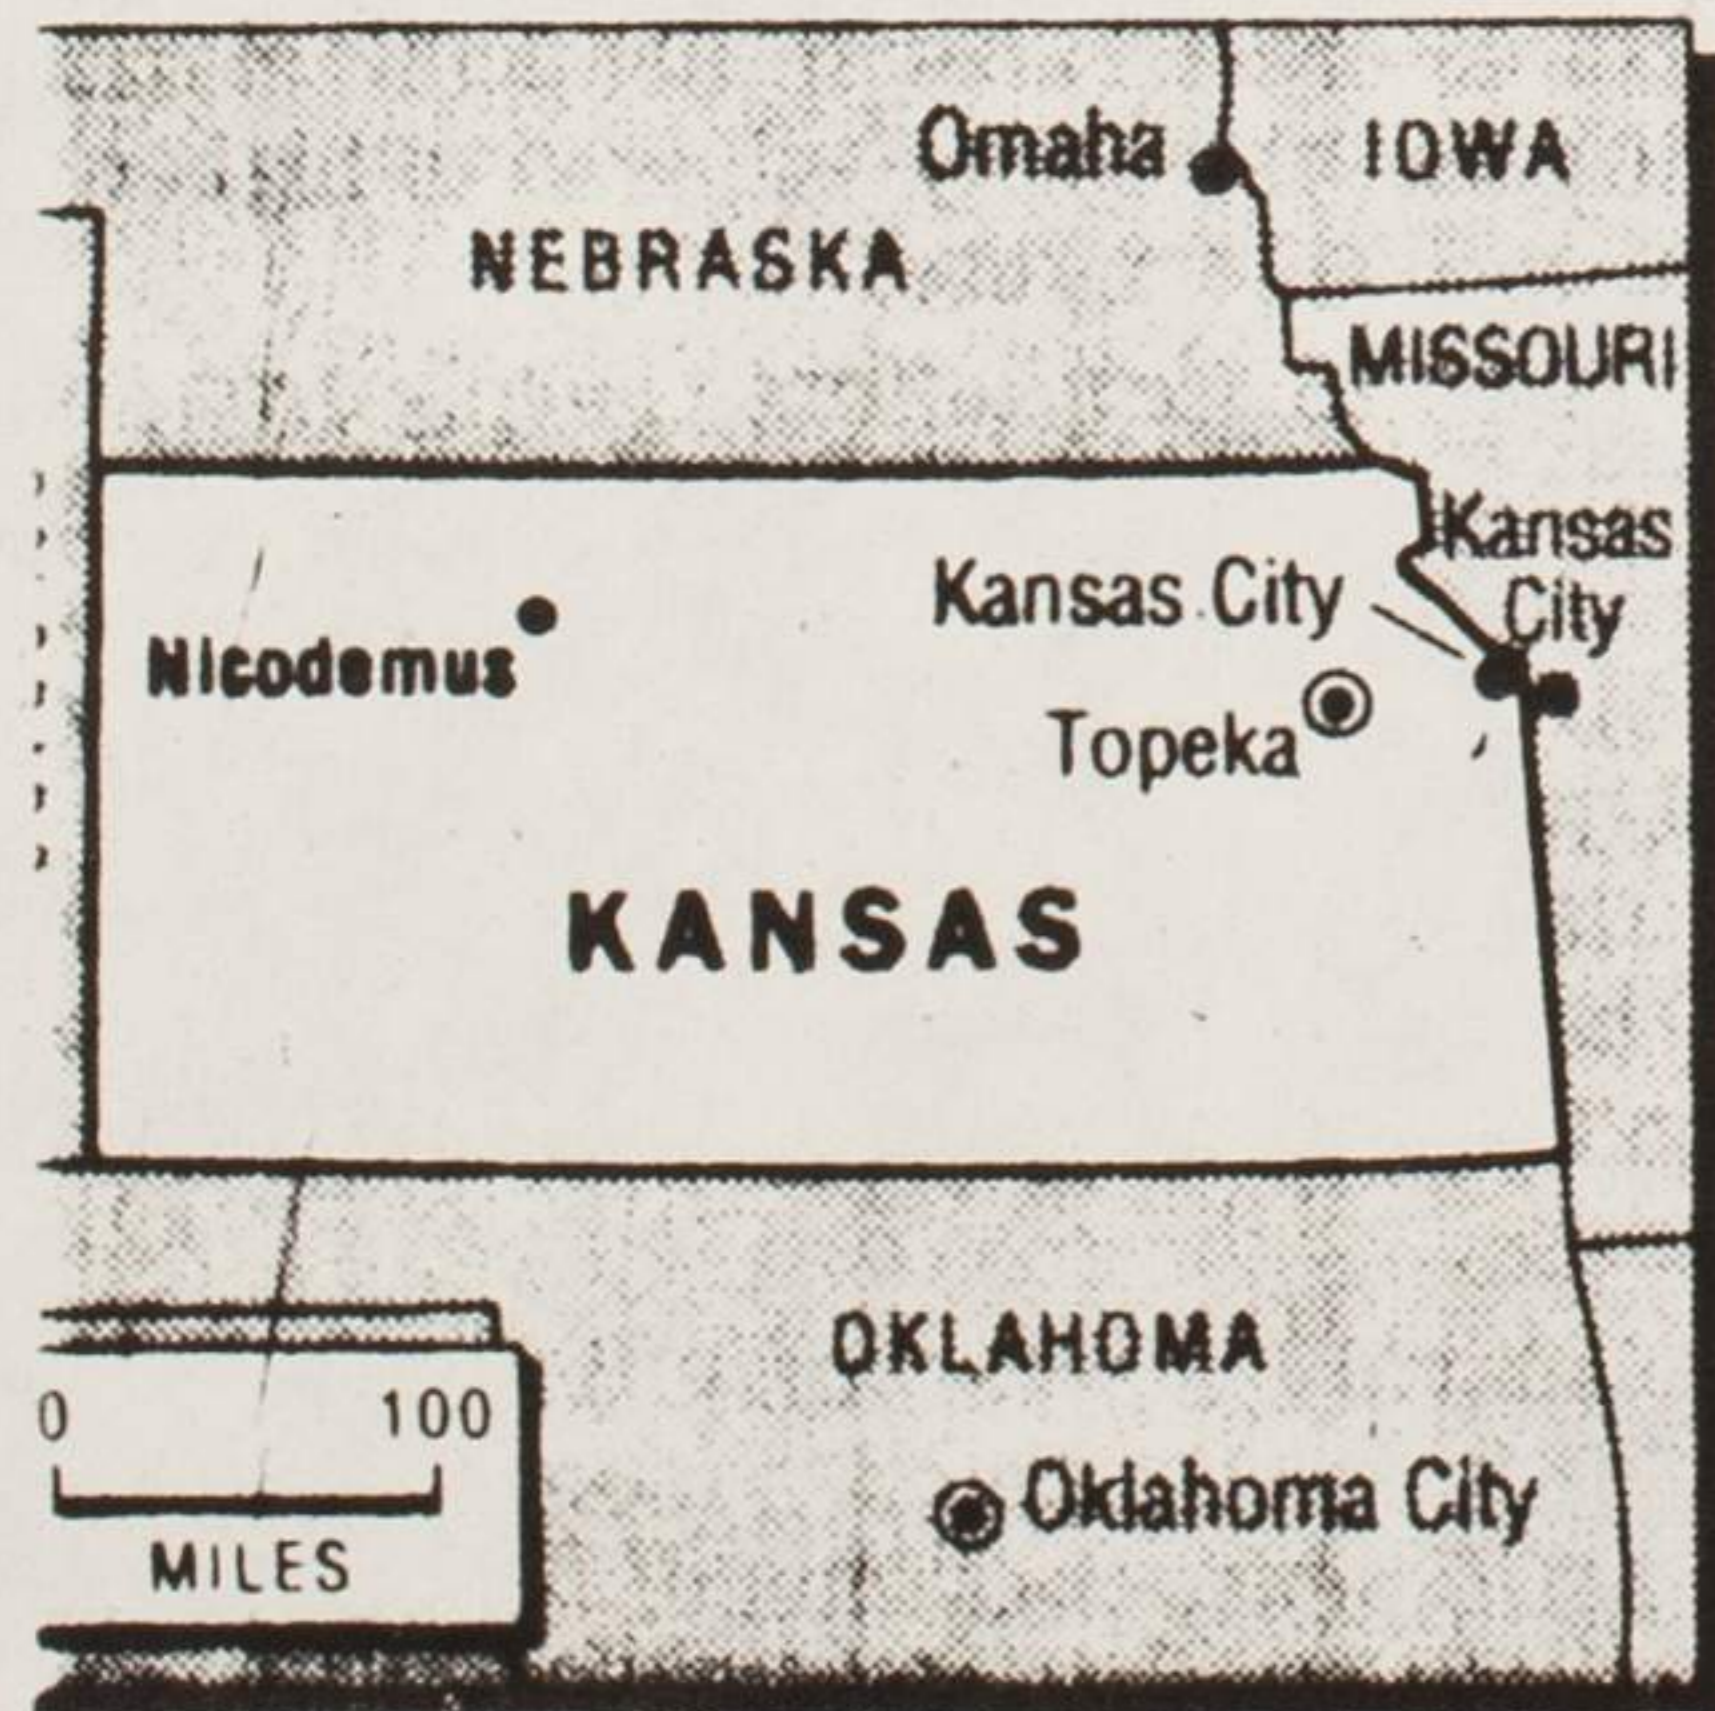 Omaha
IOWA
NEBRASKA
MISSOURI
Kansas
City
Kansas City
Nicodemus
Topeka
KANSAS
OKLAHOMA
0 100
Oklahoma City
MILES